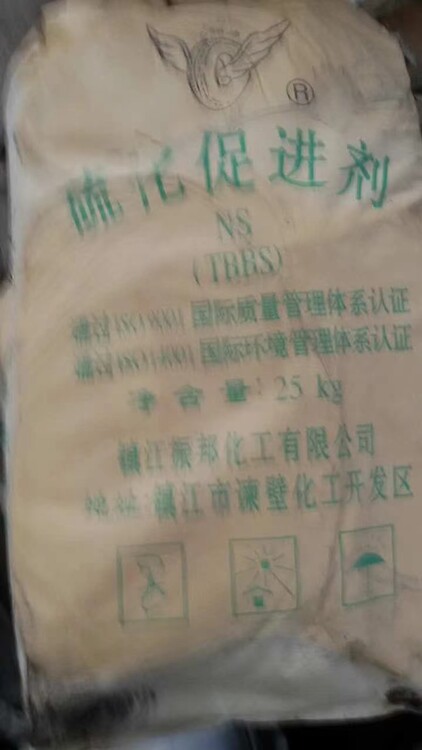 ®
硫化促进剂
NS
(TBBS)
通过ISO9001国际质量管理体系认证
通过ISO14001国际环境管理体系认证
净含量:25 kg
镇江振邦化工有限公司
地址:镇江市谏壁化工开发区